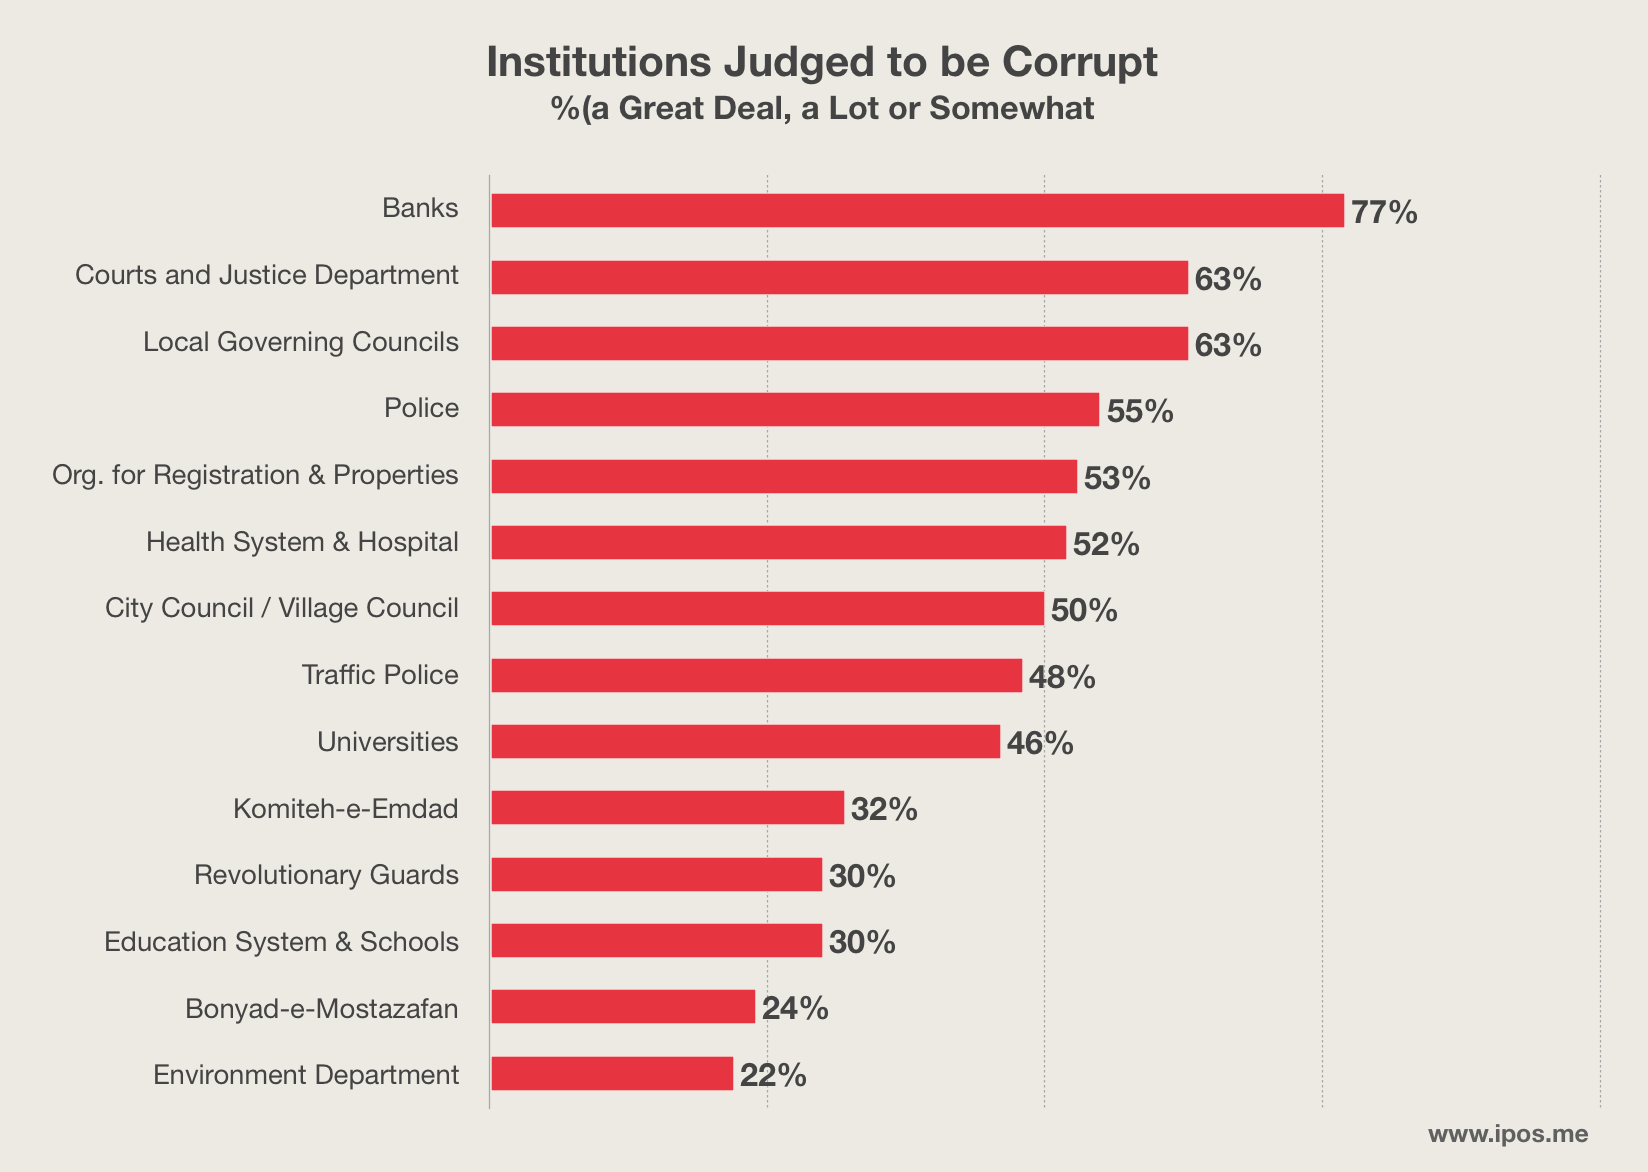 Institutions Judged to be Corrupt
%(a Great Deal, a Lot or Somewhat
Banks 77%
Courts and Justice Department 63%
Local Governing Councils 63%
Police 55%
Org. for Registration & Properties 53%
Health System & Hospital 52%
City Council / Village Council 50%
Traffic Police 48%
Universities 46%
Komiteh-e-Emdad 32%
Revolutionary Guards 30%
Education System & Schools 30%
Bonyad-e-Mostazafan 24%
Environment Department 22%
www.ipos.me